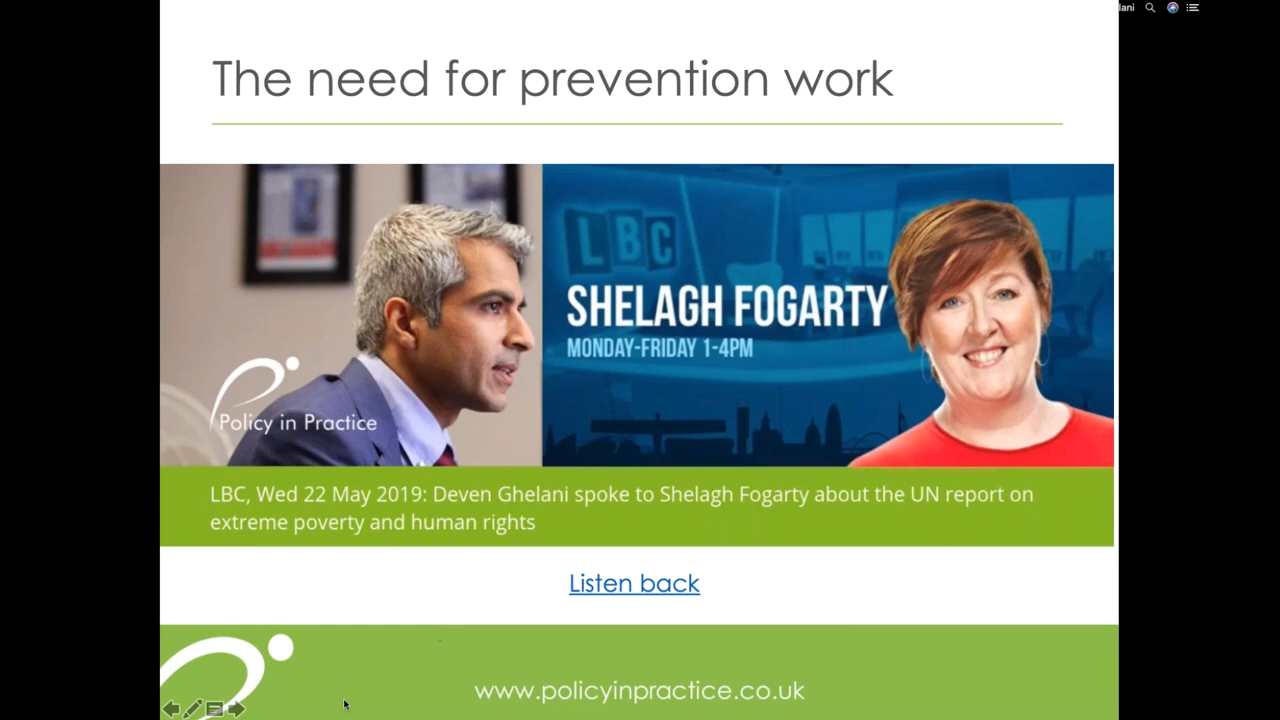 lani
The need for prevention work
LBC
SHELAGH FOGARTY
MONDAY-FRIDAY 1-4PM
Policy in Practice
LBC, Wed 22 May 2019: Deven Ghelani spoke to Shelagh Fogarty about the UN report on
extreme poverty and human rights
Listen back
www.policyinpractice.co.uk